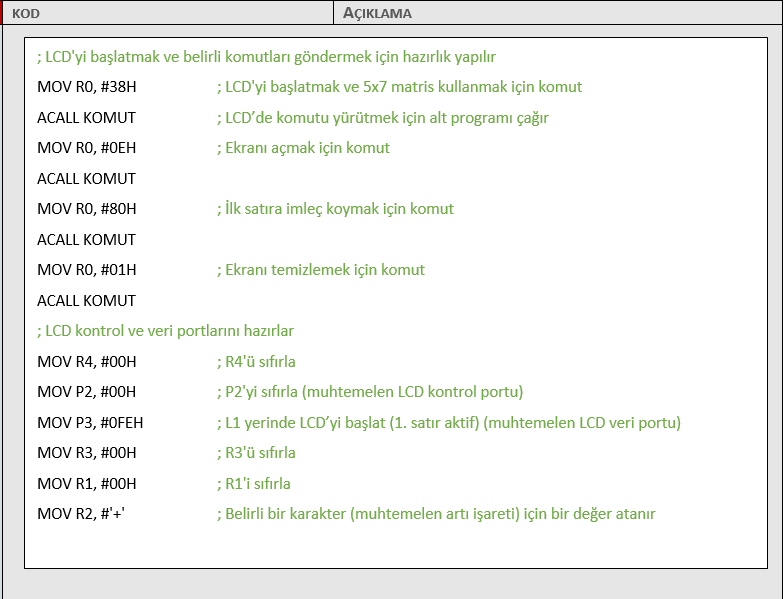 KOD AÇIKLAMA
; LCD'yi başlatmak ve belirli komutları göndermek için hazırlık yapılır
MOV R0, #38H ; LCD'yi başlatmak ve 5x7 matris kullanmak için komut
ACALL KOMUT ; LCD’de komutu yürütmek için alt programı çağır
MOV R0, #0EH ; Ekranı açmak için komut
ACALL KOMUT
MOV R0, #80H ; İlk satıra imleç koymak için komut
ACALL KOMUT
MOV R0, #01H ; Ekranı temizlemek için komut
ACALL KOMUT
; LCD kontrol ve veri portlarını hazırlar
MOV R4, #00H ; R4'ü sıfırla
MOV P2, #00H ; P2'yi sıfırla (muhtemelen LCD kontrol portu)
MOV P3, #0FEH ; L1 yerinde LCD’yi başlat (1. satır aktif) (muhtemelen LCD veri portu)
MOV R3, #00H ; R3'ü sıfırla
MOV R1, #00H ; R1'i sıfırla
MOV R2, #'+' ; Belirli bir karakter (muhtemelen artı işareti) için bir değer atanır